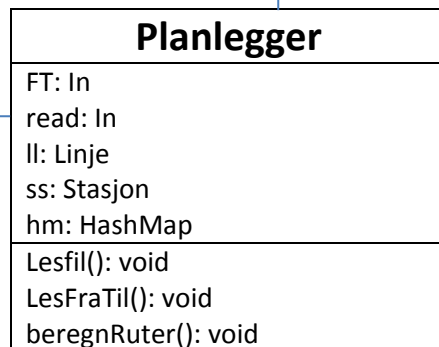 Planlegger
FT: In
read: In
ll: Linje
ss: Stasjon
hm: HashMap
Lesfil(): void
LesFraTil(): void
beregnRuter(): void